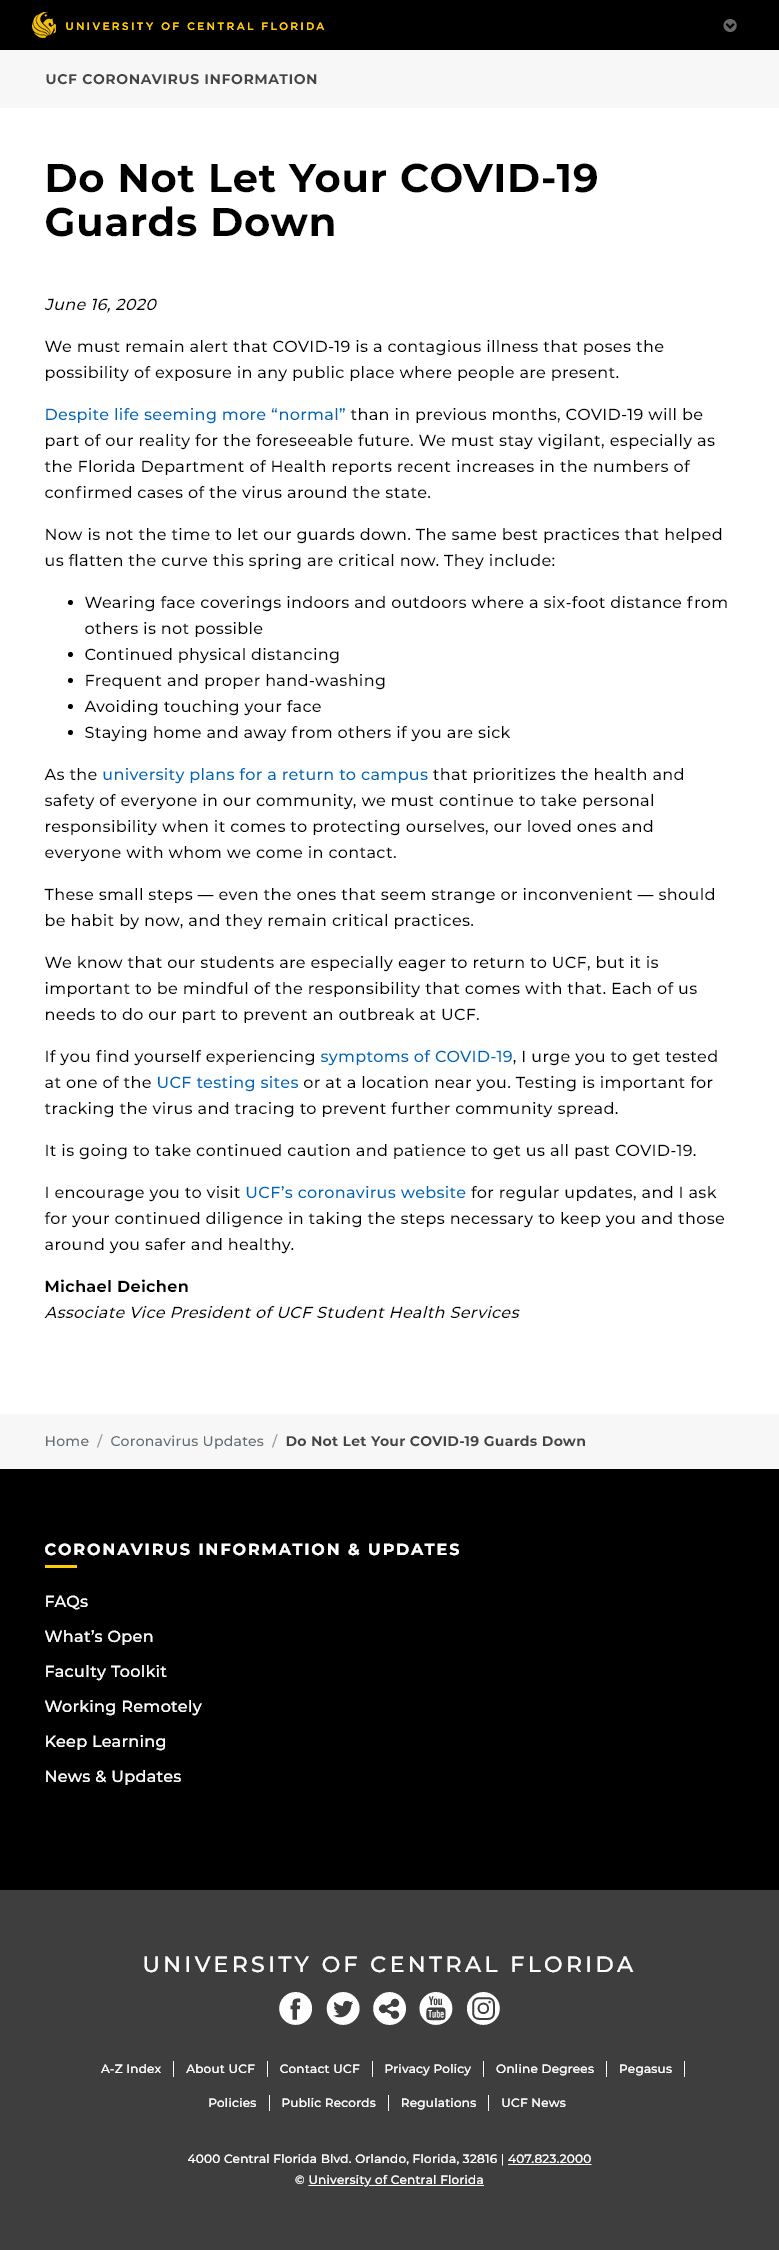 UNIVERSITY OF CENTRAL FLORIDA
UCF CORONAVIRUS INFORMATION
Do Not Let Your COVID-19
Guards Down
June 16, 2020
We must remain alert that COVID-19 is a contagious illness that poses the
possibility of exposure in any public place where people are present.
Despite life seeming more “normal” than in previous months, COVID-19 will be
part of our reality for the foreseeable future. We must stay vigilant, especially as
the Florida Department of Health reports recent increases in the numbers of
confirmed cases of the virus around the state.
Now is not the time to let our guards down. The same best practices that helped
us flatten the curve this spring are critical now. They include:
• Wearing face coverings indoors and outdoors where a six-foot distance from
others is not possible
• Continued physical distancing
• Frequent and proper hand-washing
• Avoiding touching your face
• Staying home and away from others if you are sick
As the university plans for a return to campus that prioritizes the health and
safety of everyone in our community, we must continue to take personal
responsibility when it comes to protecting ourselves, our loved ones and
everyone with whom we come in contact.
These small steps — even the ones that seem strange or inconvenient — should
be habit by now, and they remain critical practices.
We know that our students are especially eager to return to UCF, but it is
important to be mindful of the responsibility that comes with that. Each of us
needs to do our part to prevent an outbreak at UCF.
If you find yourself experiencing symptoms of COVID-19, I urge you to get tested
at one of the UCF testing sites or at a location near you. Testing is important for
tracking the virus and tracing to prevent further community spread.
It is going to take continued caution and patience to get us all past COVID-19.
I encourage you to visit UCF’s coronavirus website for regular updates, and I ask
for your continued diligence in taking the steps necessary to keep you and those
around you safer and healthy.
Michael Deichen
Associate Vice President of UCF Student Health Services
Home / Coronavirus Updates / Do Not Let Your COVID-19 Guards Down
CORONAVIRUS INFORMATION & UPDATES
FAQs
What’s Open
Faculty Toolkit
Working Remotely
Keep Learning
News & Updates
UNIVERSITY OF CENTRAL FLORIDA
You
Tube
A-Z Index | About UCF | Contact UCF | Privacy Policy | Online Degrees | Pegasus |
Policies | Public Records | Regulations | UCF News
4000 Central Florida Blvd. Orlando, Florida, 32816 | 407.823.2000
© University of Central Florida